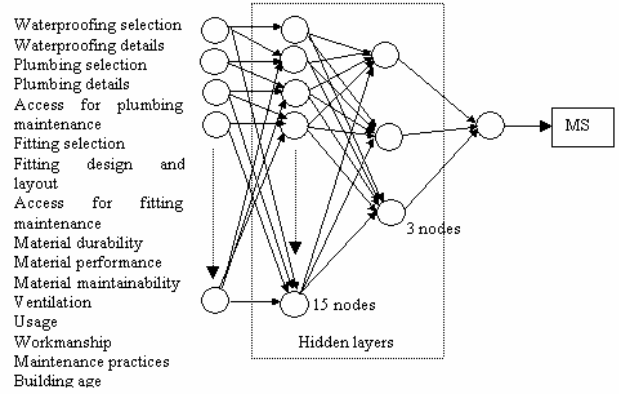 Waterproofing selection
Waterproofing details
Plumbing selection
Plumbing details
Access for plumbing
maintenance
Fitting selection
Fitting design and
layout
Access for fitting
maintenance
Material durability
Material performance
Material maintainability
Ventilation
Usage
Workmanship
Maintenance practices
Building age
15 nodes
Hidden layers
3 nodes
MS